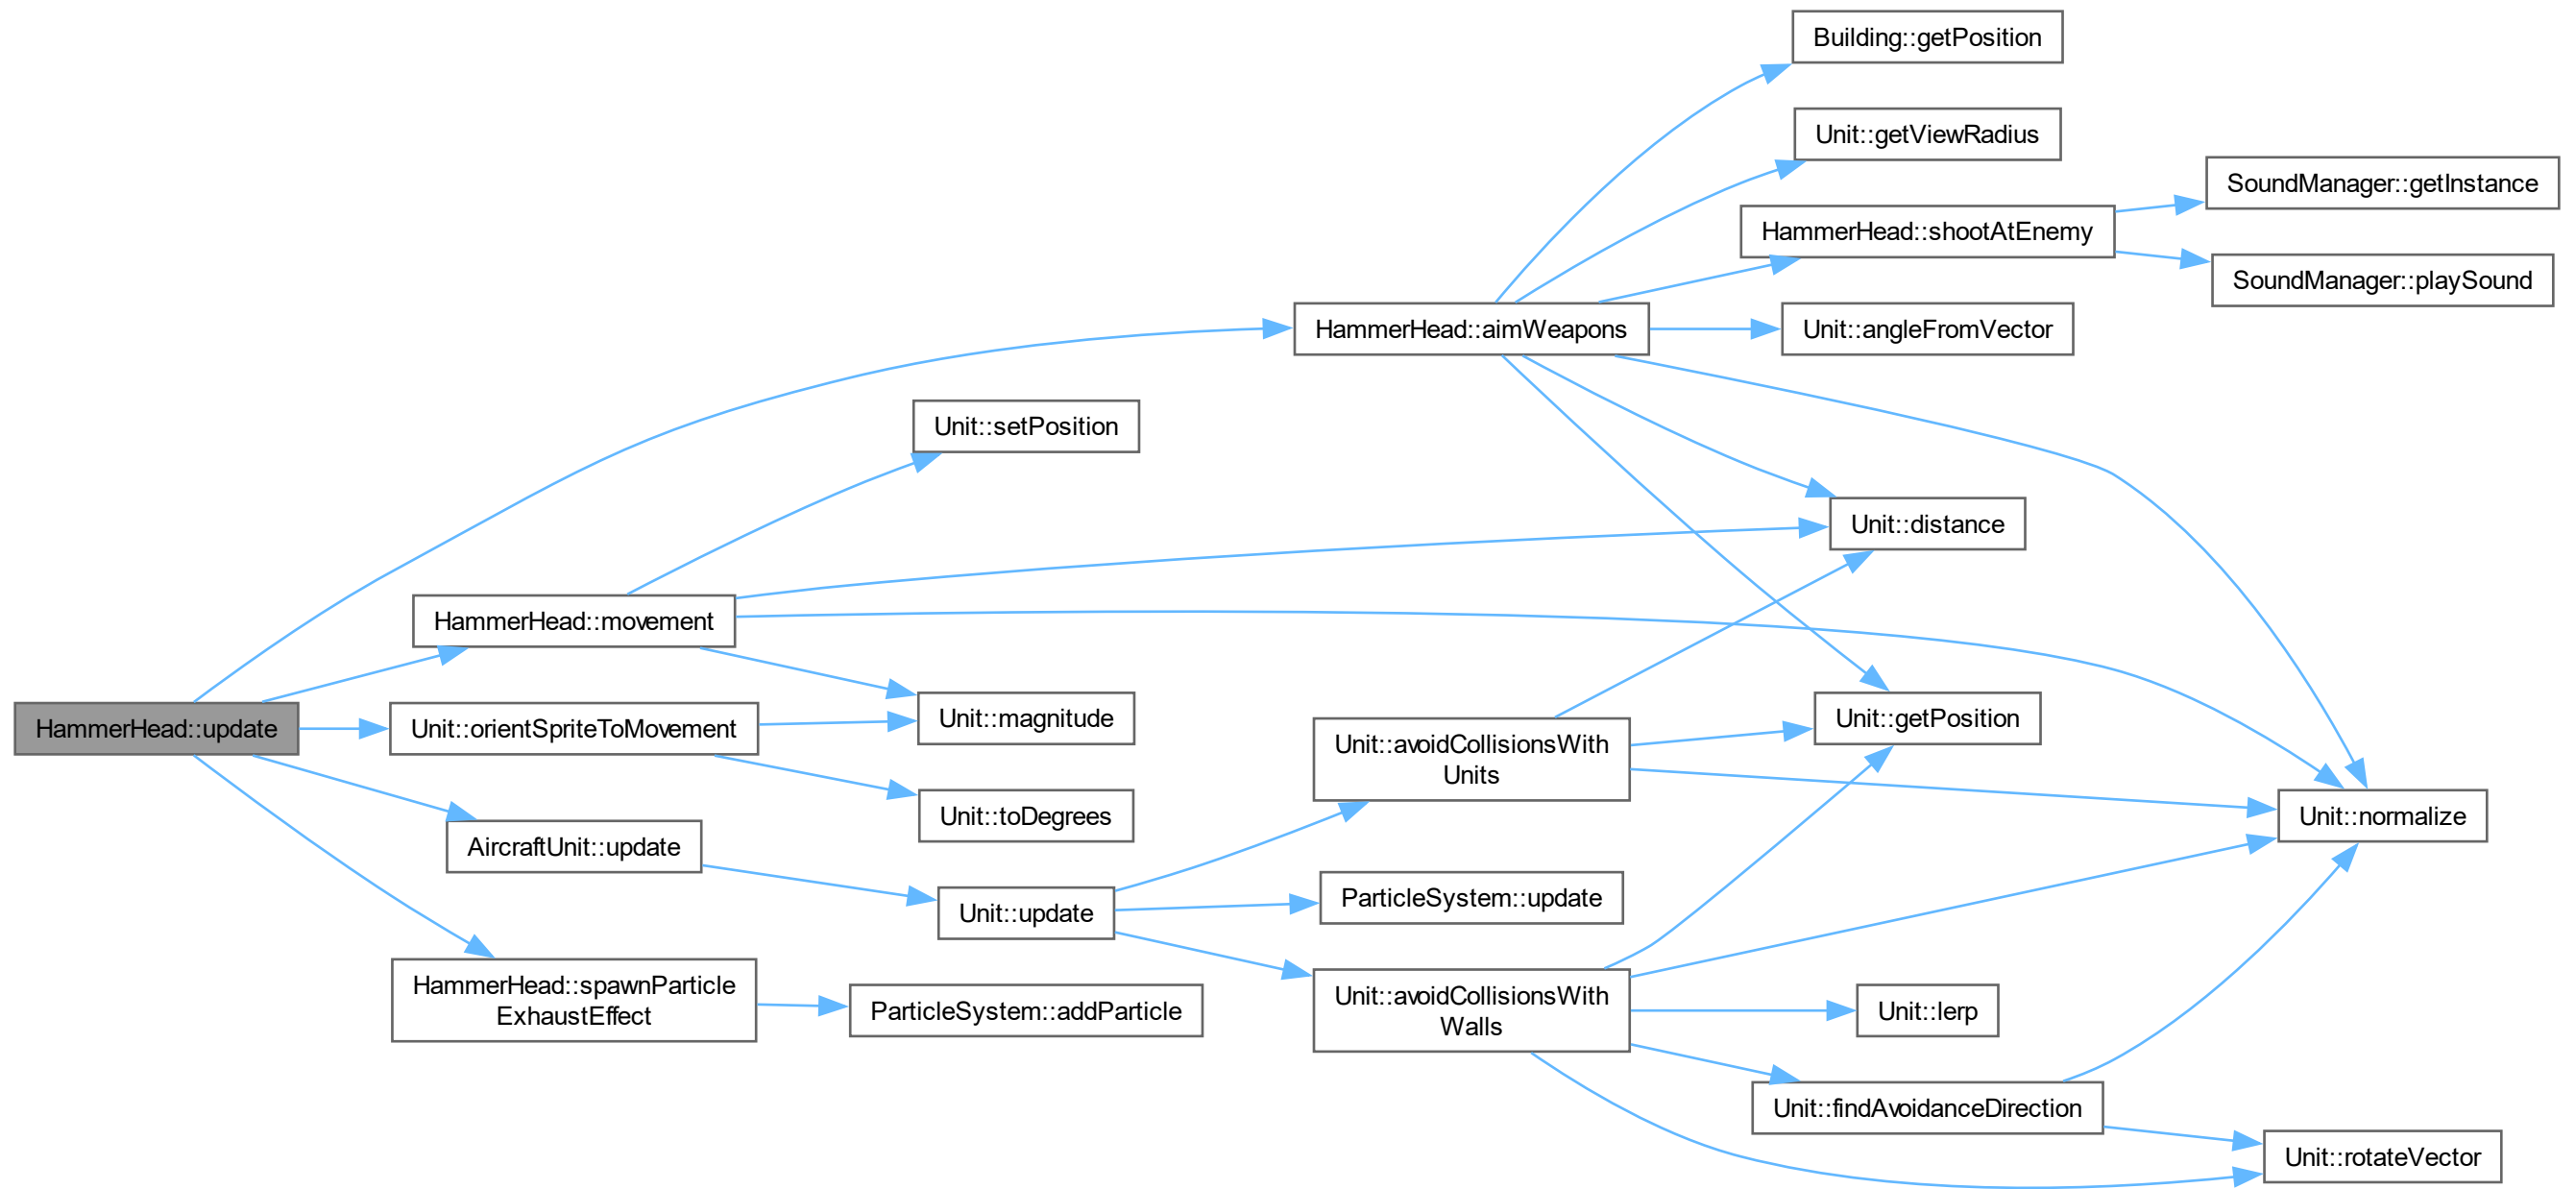 Building::getPosition
Unit::getViewRadius
SoundManager::getInstance
HammerHead::shootAtEnemy
SoundManager::playSound
HammerHead::aimWeapons
Unit::angleFromVector
Unit::setPosition
Unit::distance
HammerHead::movement
HammerHead::update
Unit::orientSpriteToMovement
Unit::magnitude
Unit::avoidCollisionsWith
Units
Unit::getPosition
Unit::toDegrees
Unit::normalize
AircraftUnit::update
Unit::update
ParticleSystem::update
HammerHead::spawnParticle
ExhaustEffect
ParticleSystem::addParticle
Unit::avoidCollisionsWith
Walls
Unit::lerp
Unit::findAvoidanceDirection
Unit::rotateVector